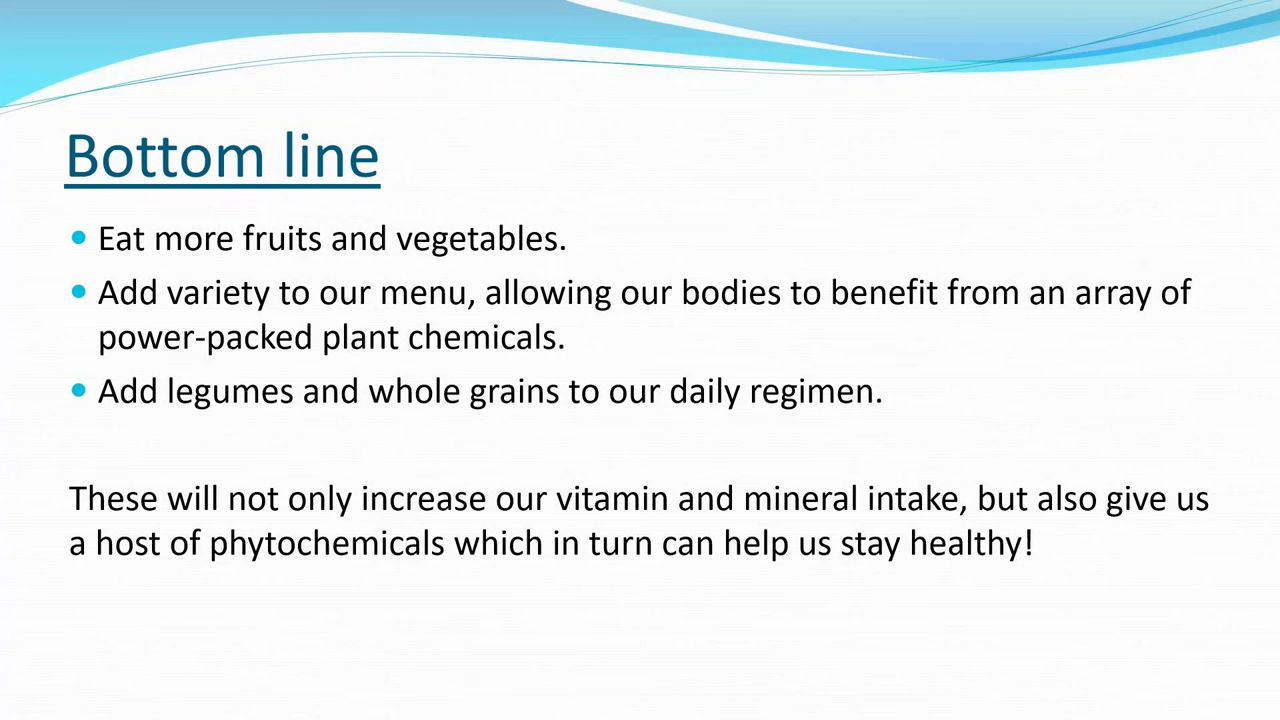 Bottom line
• Eat more fruits and vegetables.
• Add variety to our menu, allowing our bodies to benefit from an array of
power-packed plant chemicals.
• Add legumes and whole grains to our daily regimen.
These will not only increase our vitamin and mineral intake, but also give us
a host of phytochemicals which in turn can help us stay healthy!